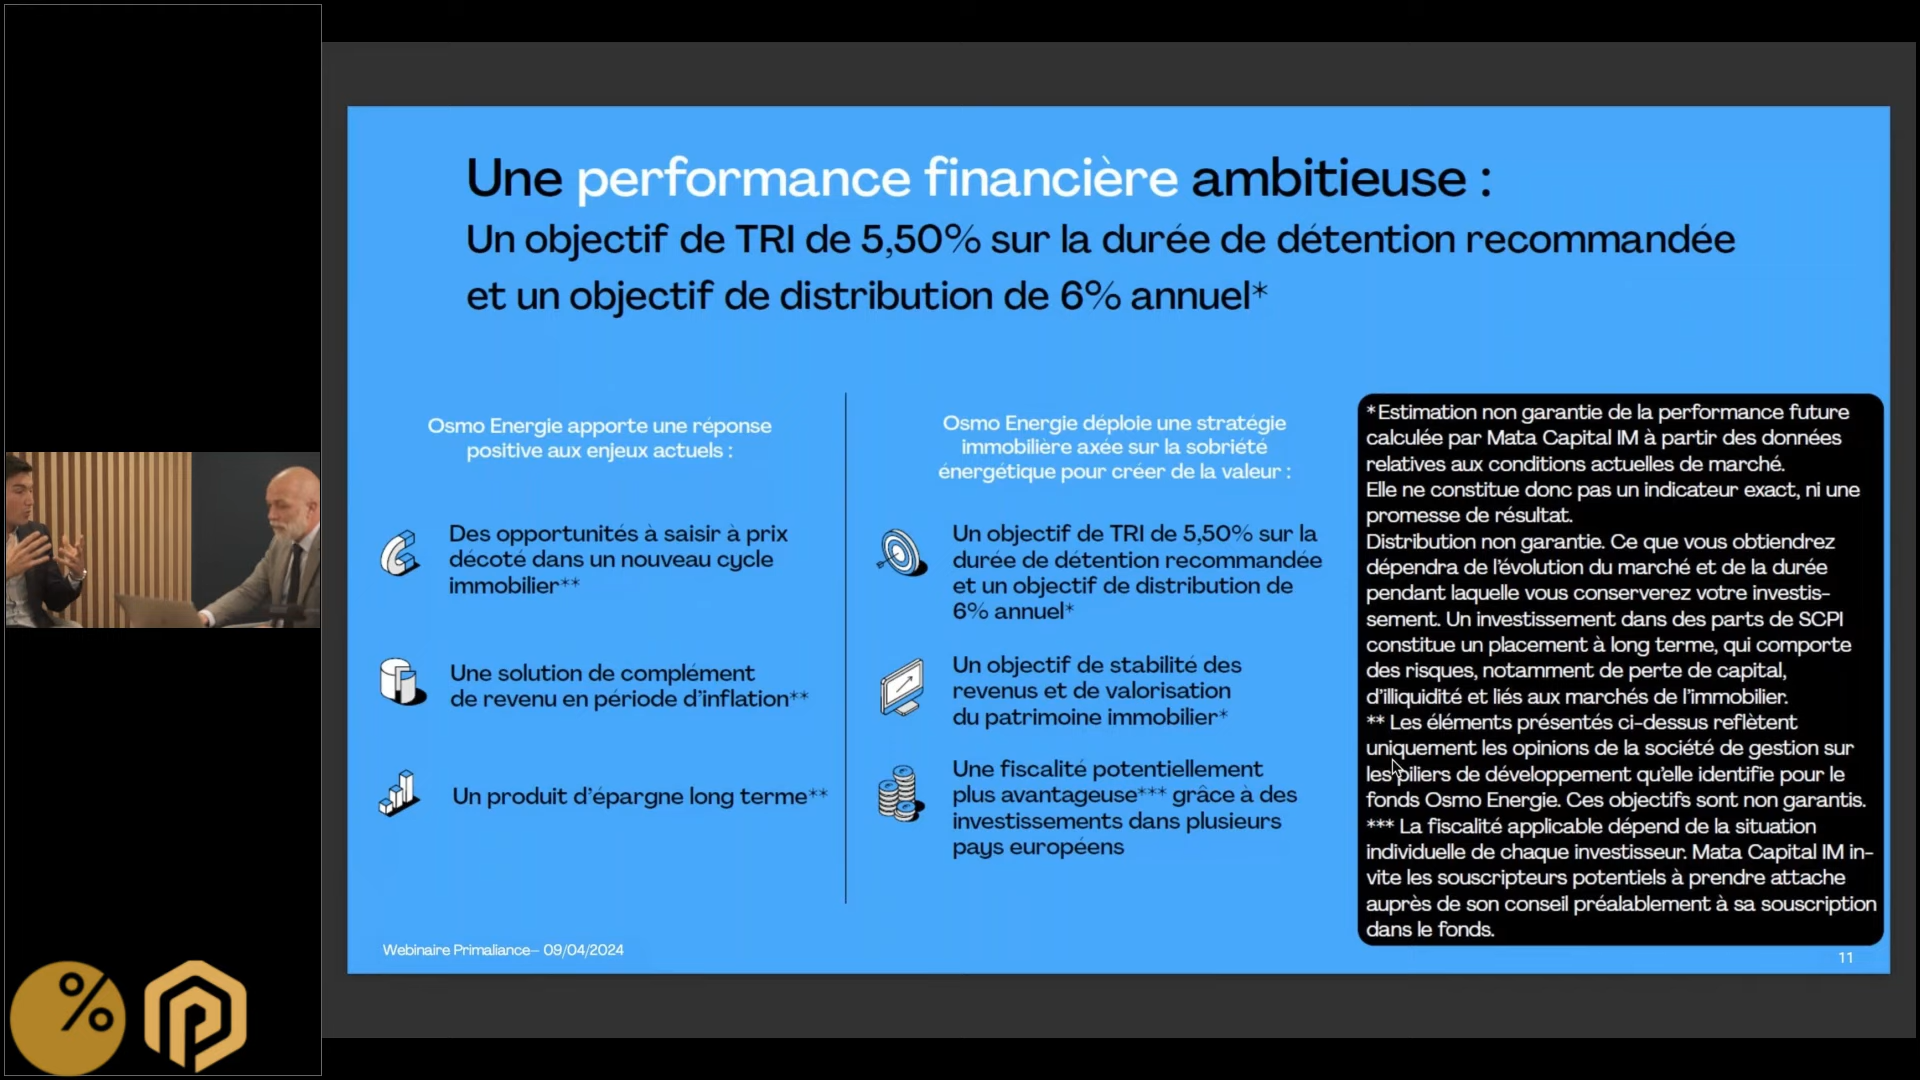 Une performance financière ambitieuse :
Un objectif de TRI de 5,50% sur la durée de détention recommandée
et un objectif de distribution de 6% annuel*
Osmo Energie apporte une réponse
positive aux enjeux actuels :
Des opportunités à saisir à prix
décoté dans un nouveau cycle
immobilier**
Une solution de complément
de revenu en période d'inflation**
Un produit d'épargne long terme**
Osmo Energie déploie une stratégie
immobilière axée sur la sobriété
énergétique pour créer de la valeur :
Un objectif de TRI de 5,50% sur la
durée de détention recommandée
et un objectif de distribution de
6% annuel*
Un objectif de stabilité des
revenus et de valorisation
du patrimoine immobilier*
Une fiscalité potentiellement
plus avantageuse*** grâce à des
investissements dans plusieurs
pays européens
*Estimation non garantie de la performance future
calculée par Mata Capital IM à partir des données
relatives aux conditions actuelles de marché.
Elle ne constitue donc pas un indicateur exact, ni une
promesse de résultat.
Distribution non garantie. Ce que vous obtiendrez
dépendra de l'évolution du marché et de la durée
pendant laquelle vous conserverez votre investis-
sement. Un investissement dans des parts de SCPI
constitue un placement à long terme, qui comporte
des risques, notamment de perte de capital,
d'illiquidité et liés aux marchés de l'immobilier.
** Les éléments présentés ci-dessus reflètent
uniquement les opinions de la société de gestion sur
les piliers de développement qu'elle identifie pour le
fonds Osmo Energie. Ces objectifs sont non garantis.
*** La fiscalité applicable dépend de la situation
individuelle de chaque investisseur. Mata Capital IM in-
vite les souscripteurs potentiels à prendre attache
auprès de son conseil préalablement à sa souscription
dans le fonds.
Webinaire Primaliance– 09/04/2024
11
%